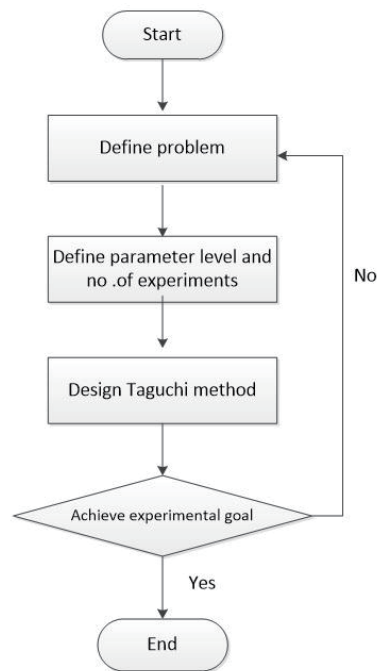 Start
Define problem
Define parameter level and
no .of experiments
No
Design Taguchi method
Achieve experimental goal
Yes
End